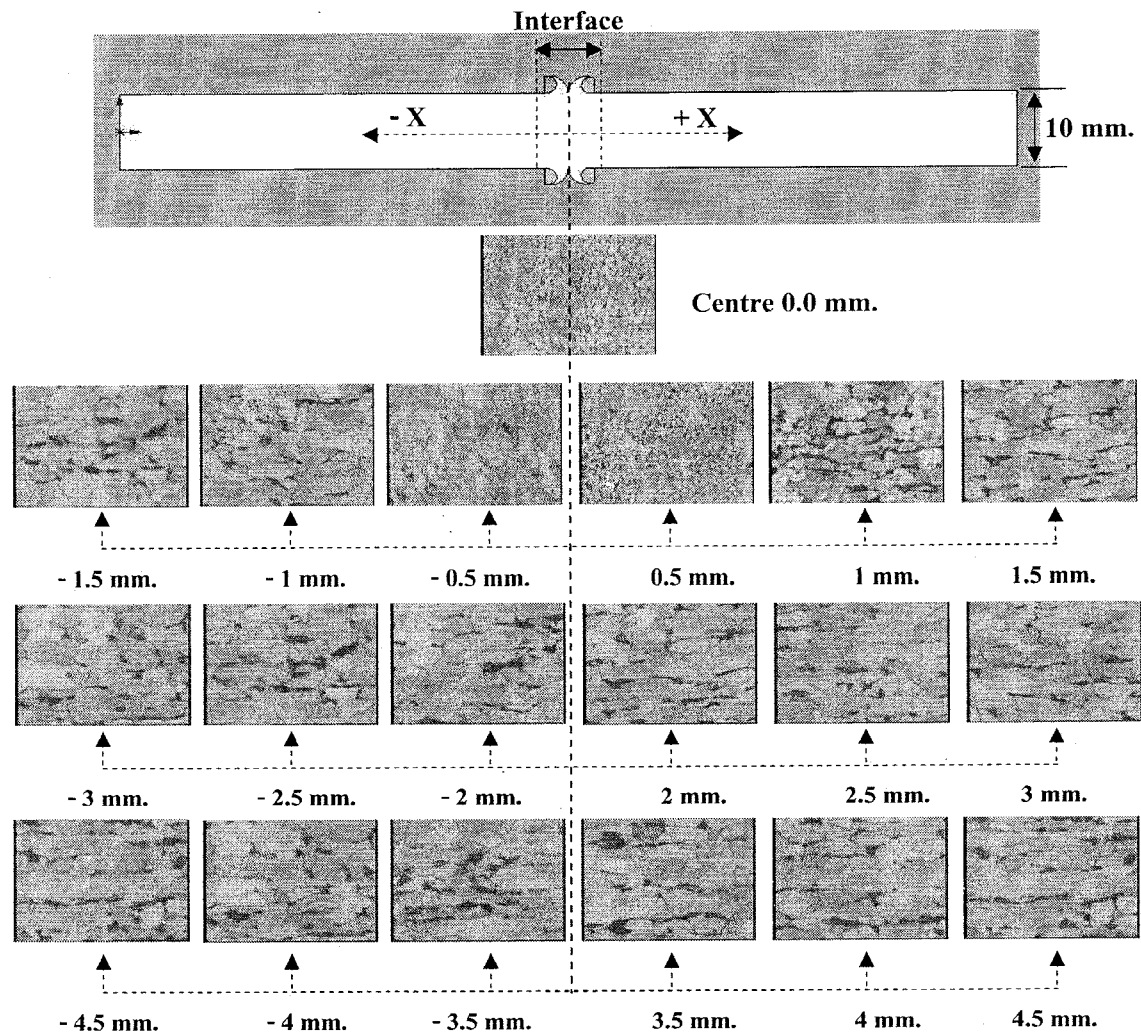 Interface
- X + X
10 mm.
Centre 0.0 mm.
- 1.5 mm. - 1 mm. - 0.5 mm. 0.5 mm. 1 mm. 1.5 mm.
- 3 mm. - 2.5 mm. - 2 mm. 2 mm. 2.5 mm. 3 mm.
- 4.5 mm. - 4 mm. - 3.5 mm. 3.5 mm. 4 mm. 4.5 mm.